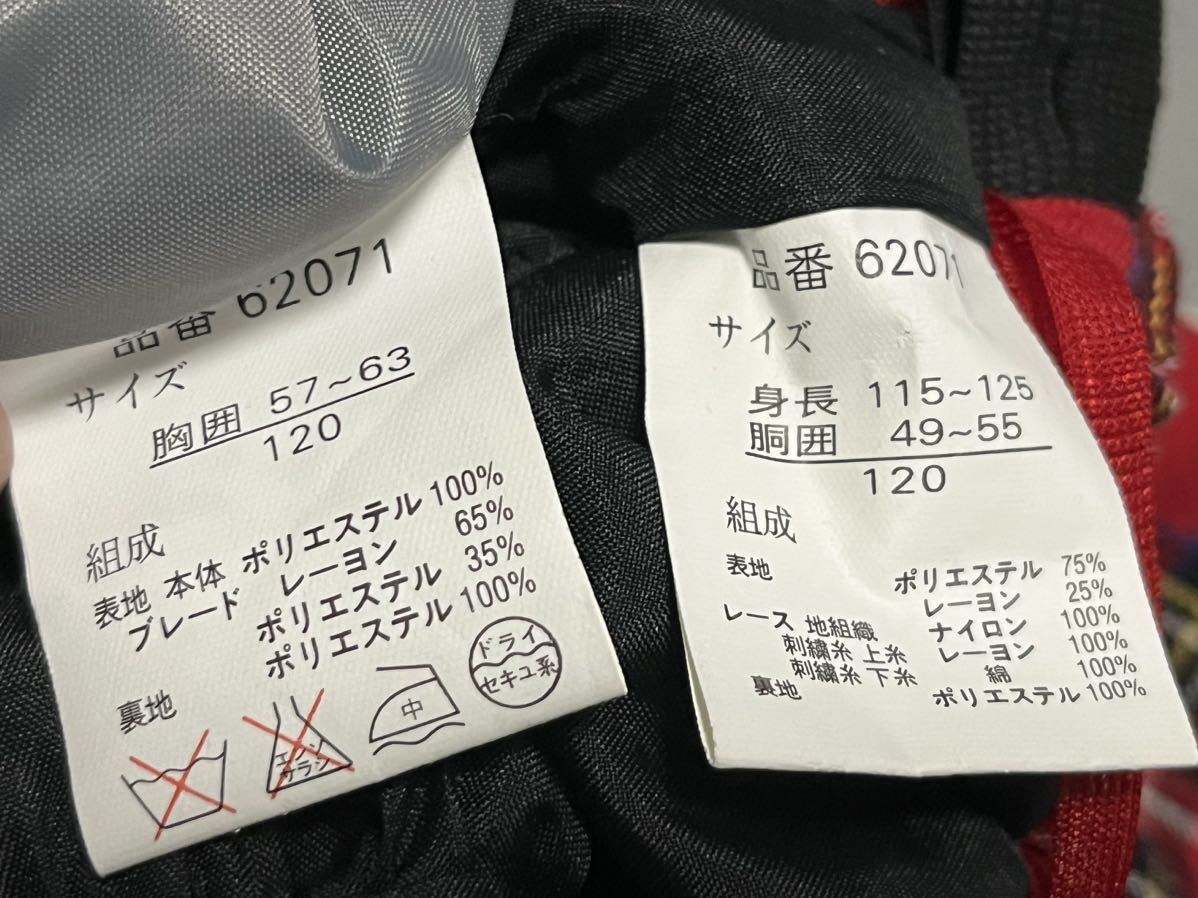 品番 62071
サイズ
胸囲 57~63
120
組成
表地 本体 ポリエステル 100%
ブレード レーヨン 65%
ポリエステル 35%
裏地 ポリエステル 100%
エンソ
サラシ
中
ドライ
セキユ系
品番 62071
サイズ
身長 115~125
胴囲 49~55
120
組成
表地 ポリエステル 75%
レーヨン 25%
レース 地組織 ナイロン 100%
刺繍糸 上糸 レーヨン 100%
刺繍糸 下糸 綿 100%
裏地 ポリエステル 100%